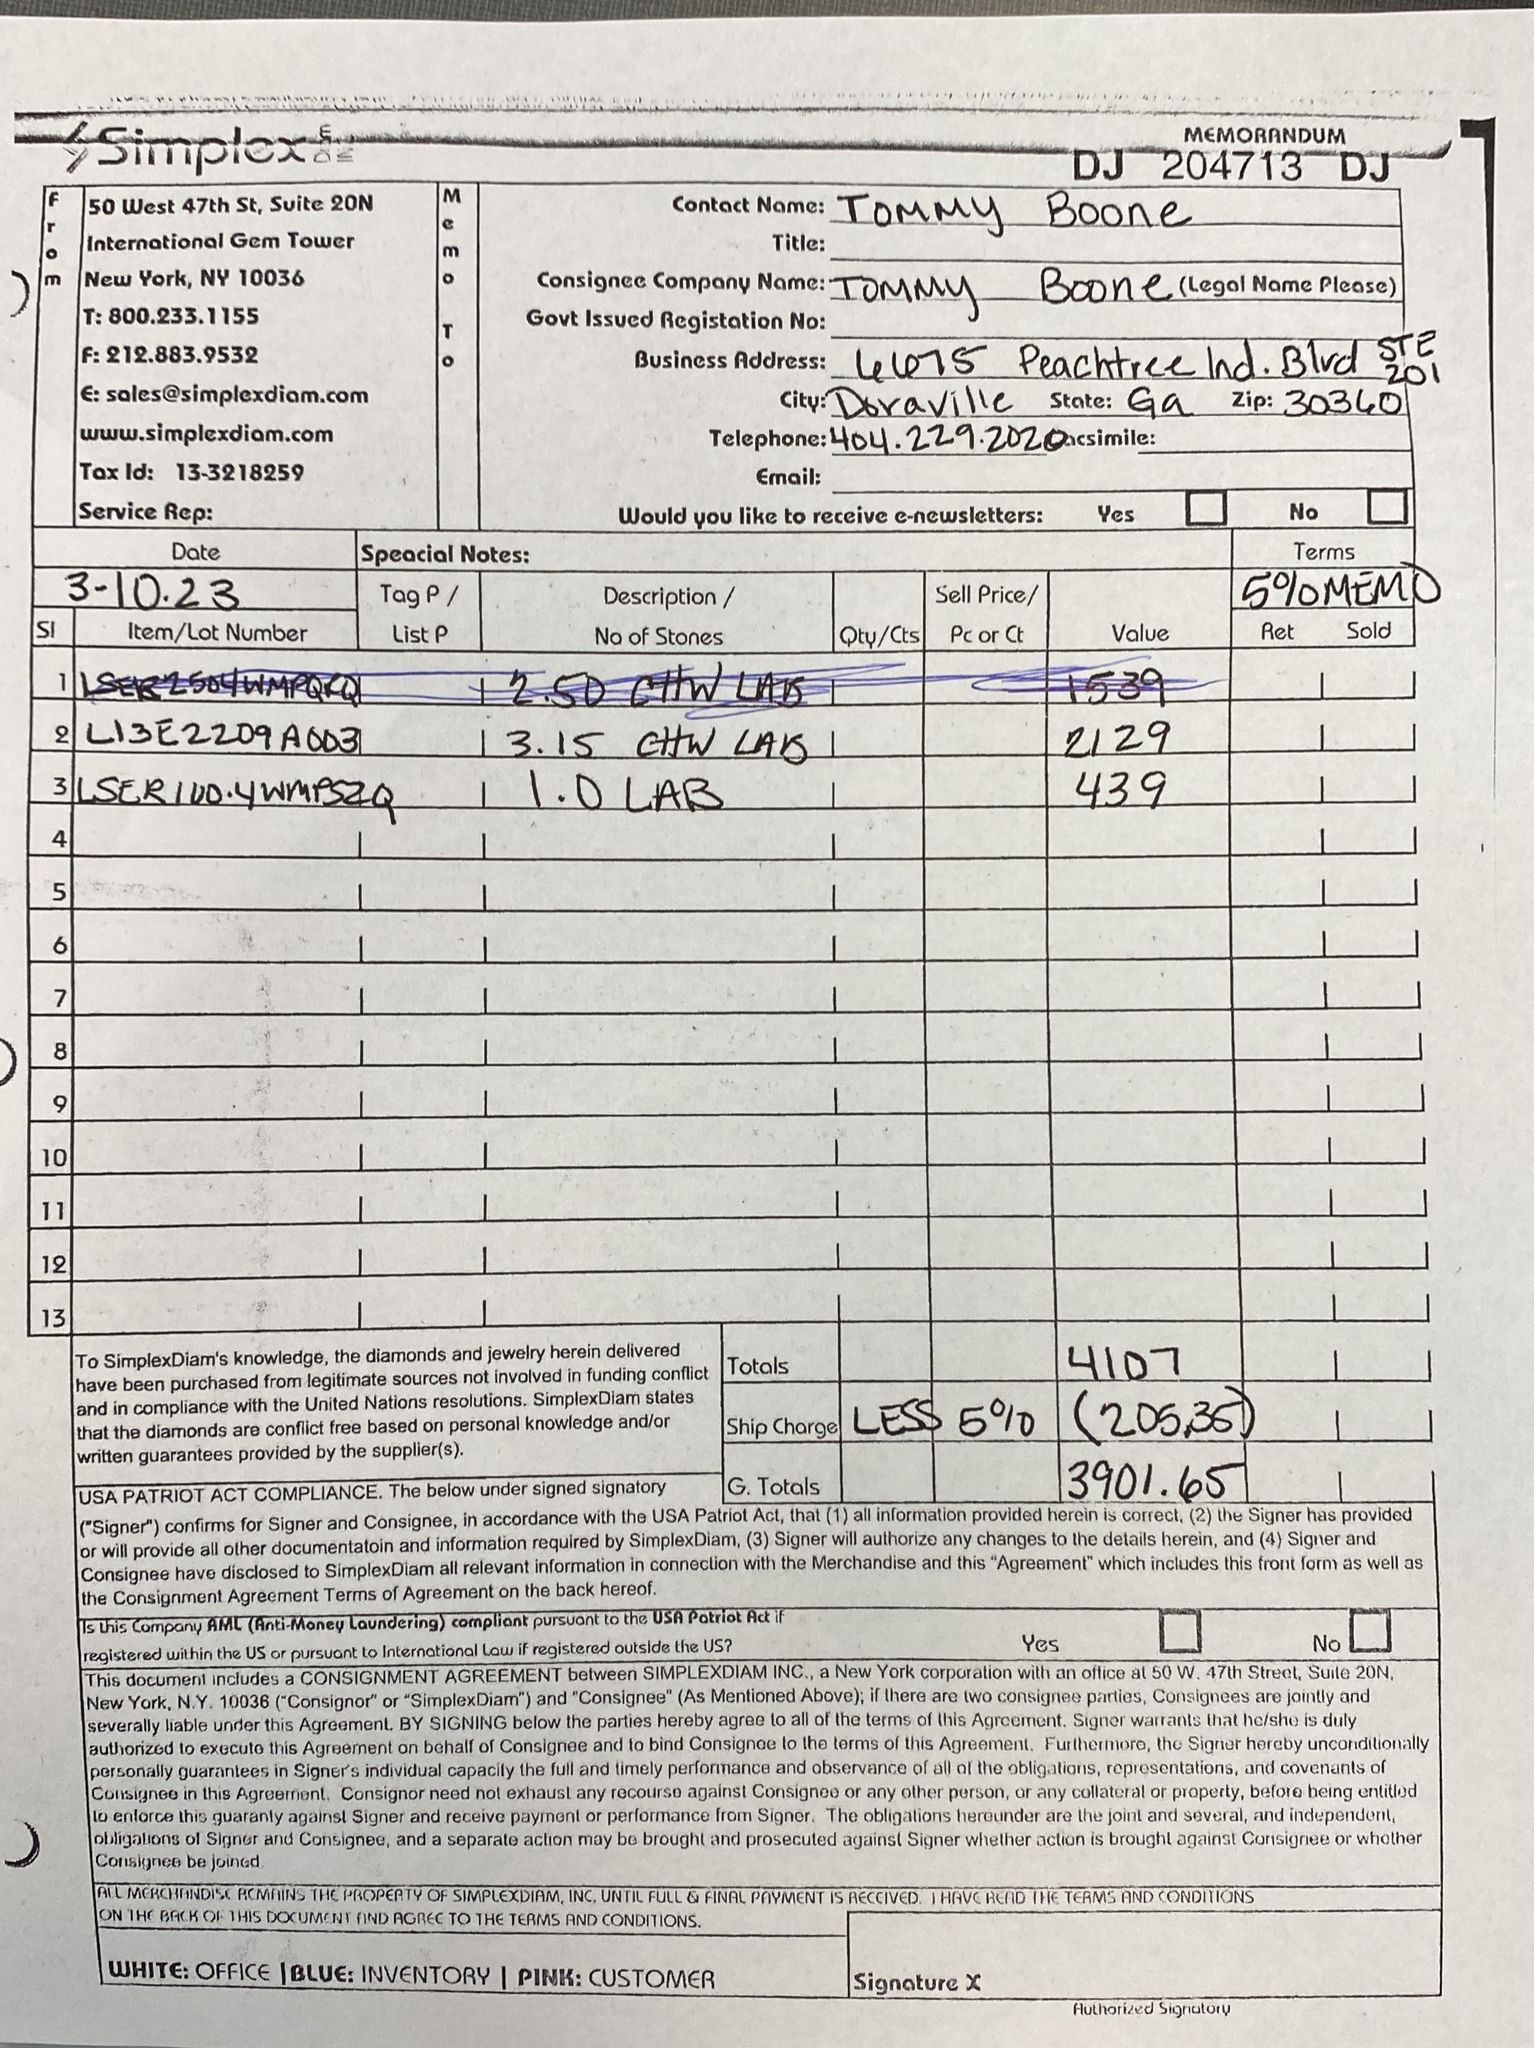 Simplex
MEMORANDUM
DJ 204713 DJ
From
50 West 47th St, Suite 20N
International Gem Tower
New York, NY 10036
T: 800.233.1155
F: 212.883.9532
E: sales@simplexdiam.com
www.simplexdiam.com
Tax Id: 13-3218259
Service Rep:
Memo To
Contact Name: TOMMY BOONE
Title:
Consignee Company Name: TOMMY BOONE (Legal Name Please)
Govt Issued Registation No:
Business Address: 6675 Peachtree Ind. Blvd STE 201
City: Doraville State: Ga Zip: 30360
Telephone: 404.229.2020 acsimile:
Email:
Would you like to receive e-newsletters: Yes No
Date Speacial Notes: Terms
3-10.23 5% MEMO
Tag P / Description / Sell Price/
SI Item/Lot Number List P No of Stones Qty/Cts Pc or Ct Value Ret Sold
1 2.50 CHW LAB 1539
2 L13E2209A003 3.15 CHW LAB 2129
3 LSER100.4WMPSZQ 1.0 LAB 439
4
5
6
7
8
9
10
11
12
13
To SimplexDiam's knowledge, the diamonds and jewelry herein delivered
have been purchased from legitimate sources not involved in funding conflict
and in compliance with the United Nations resolutions. SimplexDiam states
that the diamonds are conflict free based on personal knowledge and/or
written guarantees provided by the supplier(s).
Totals 4107
Ship Charge LESS 5% (205.35)
G. Totals 3901.65
USA PATRIOT ACT COMPLIANCE. The below under signed signatory
("Signer") confirms for Signer and Consignee, in accordance with the USA Patriot Act, that (1) all information provided herein is correct, (2) the Signer has provided
or will provide all other documentatoin and information required by SimplexDiam, (3) Signer will authorize any changes to the details herein, and (4) Signer and
Consignee have disclosed to SimplexDiam all relevant information in connection with the Merchandise and this "Agreement" which includes this front form as well as
the Consignment Agreement Terms of Agreement on the back hereof.
Is this Company AML (Anti-Money Laundering) compliant pursuant to the USA Patriot Act if
registered within the US or pursuant to International Law if registered outside the US? Yes No
This document includes a CONSIGNMENT AGREEMENT between SIMPLEXDIAM INC., a New York corporation with an office at 50 W. 47th Street, Suite 20N,
New York, N.Y. 10036 ("Consignor" or "SimplexDiam") and "Consignee" (As Mentioned Above); if there are two consignee parties, Consignees are jointly and
severally liable under this Agreement. BY SIGNING below the parties hereby agree to all of the terms of this Agreement. Signer warrants that he/she is duly
authorized to execute this Agreement on behalf of Consignee and to bind Consignee to the terms of this Agreement. Furthermore, the Signer hereby unconditionally
personally guarantees in Signer's individual capacity the full and timely performance and observance of all of the obligations, representations, and covenants of
Consignee in this Agreement. Consignor need not exhaust any recourse against Consignee or any other person, or any collateral or property, before being entitled
to enforce this guaranty against Signer and receive payment or performance from Signer. The obligations hereunder are the joint and several, and independent,
obligations of Signer and Consignee, and a separate action may be brought and prosecuted against Signer whether action is brought against Consignee or whether
Consignee be joined.
ALL MERCHANDISE REMAINS THE PROPERTY OF SIMPLEXDIAM, INC. UNTIL FULL & FINAL PAYMENT IS RECEIVED. I HAVE READ THE TERMS AND CONDITIONS
ON THE BACK OF THIS DOCUMENT AND AGREE TO THE TERMS AND CONDITIONS.
WHITE: OFFICE | BLUE: INVENTORY | PINK: CUSTOMER
Signature X
Authorized Signatory